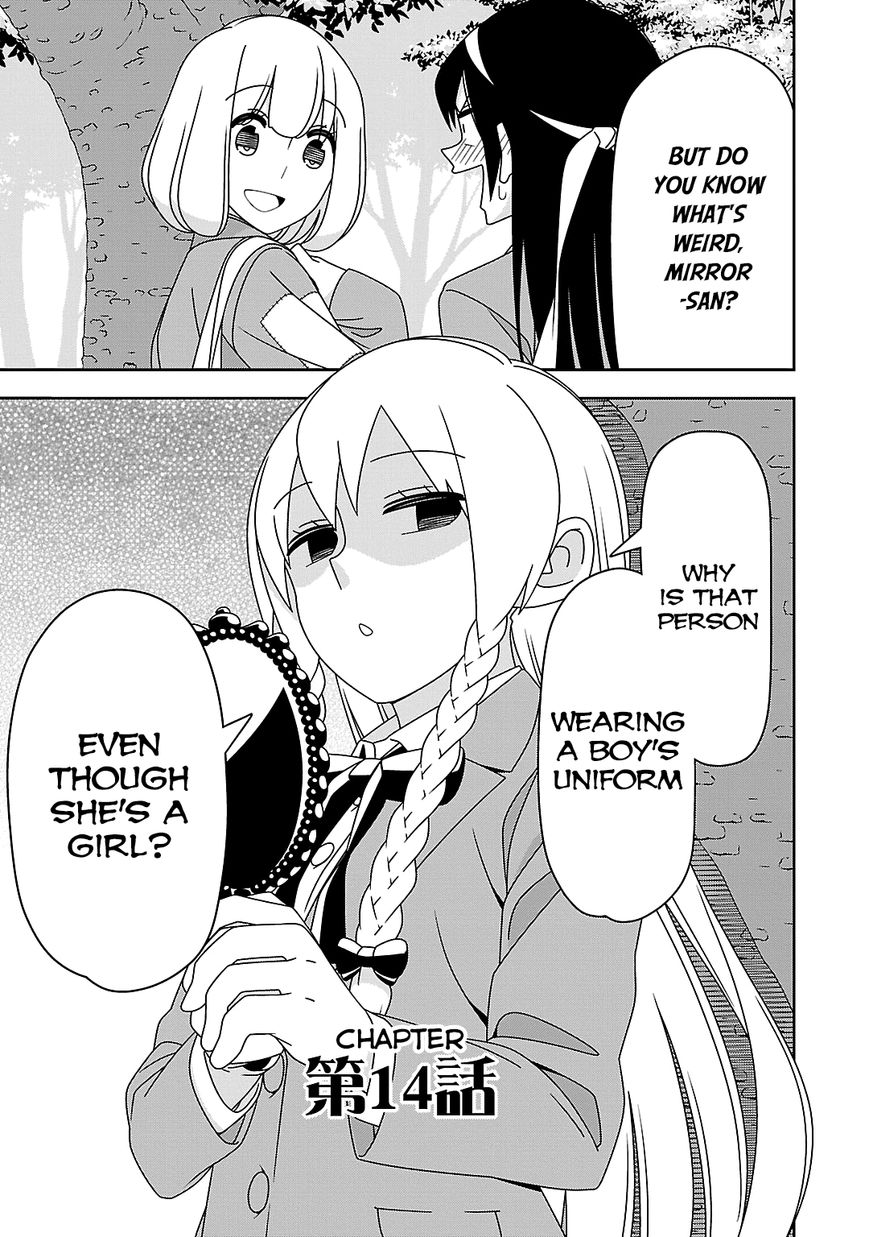 BUT DO
YOU KNOW
WHAT'S
WEIRD,
MIRROR
-SAN?
WHY
IS THAT
PERSON
WEARING
A BOY'S
UNIFORM
EVEN
THOUGH
SHE'S A
GIRL?
CHAPTER
第14話